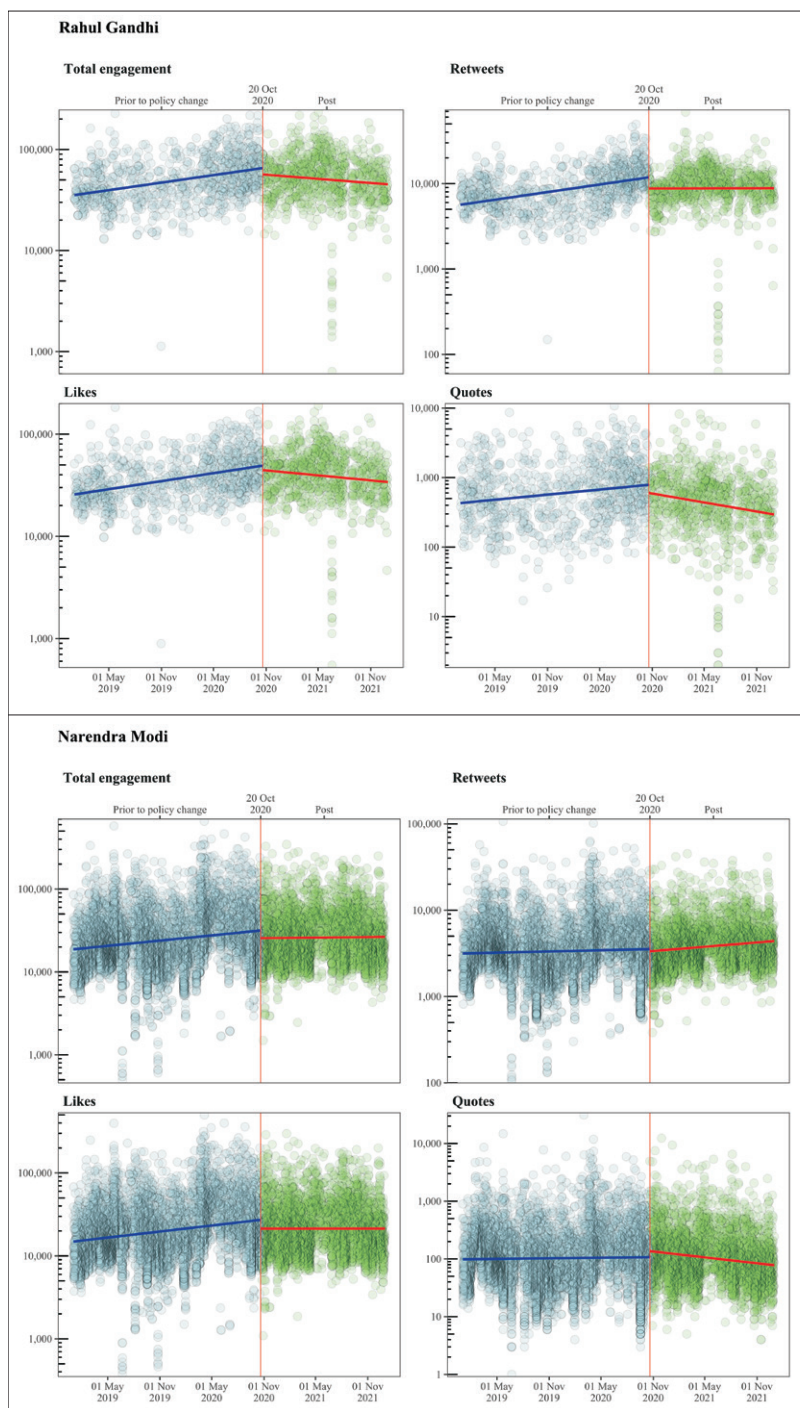 Rahul Gandhi
Total engagement
Retweets
20 Oct
2020
Prior to policy change
Post
20 Oct
2020
Prior to policy change
Post
100,000
10,000
1,000
10,000
1,000
100
Likes
Quotes
100,000
10,000
1,000
10,000
1,000
100
10
01 May
2019
01 Nov
2019
01 May
2020
01 Nov
2020
01 May
2021
01 Nov
2021
01 May
2019
01 Nov
2019
01 May
2020
01 Nov
2020
01 May
2021
01 Nov
2021
Narendra Modi
Total engagement
Retweets
20 Oct
2020
Prior to policy change
Post
20 Oct
2020
Prior to policy change
Post
100,000
10,000
1,000
100,000
10,000
1,000
100
Likes
Quotes
100,000
10,000
1,000
10,000
1,000
100
10
1
01 May
2019
01 Nov
2019
01 May
2020
01 Nov
2020
01 May
2021
01 Nov
2021
01 May
2019
01 Nov
2019
01 May
2020
01 Nov
2020
01 May
2021
01 Nov
2021